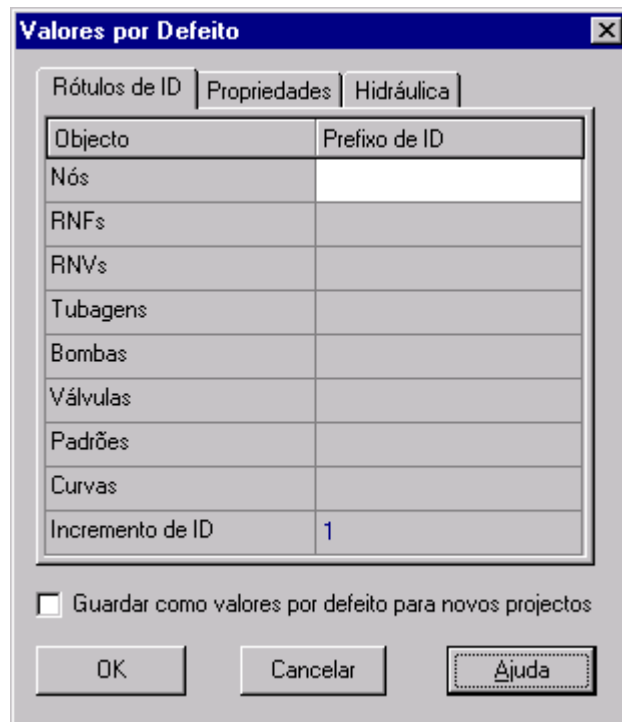 Valores por Defeito
Rótulos de ID Propriedades Hidráulica
Objecto Prefixo de ID
Nós
RNFs
RNVs
Tubagens
Bombas
Válvulas
Padrões
Curvas
Incremento de ID 1
Guardar como valores por defeito para novos projectos
OK Cancelar Ajuda